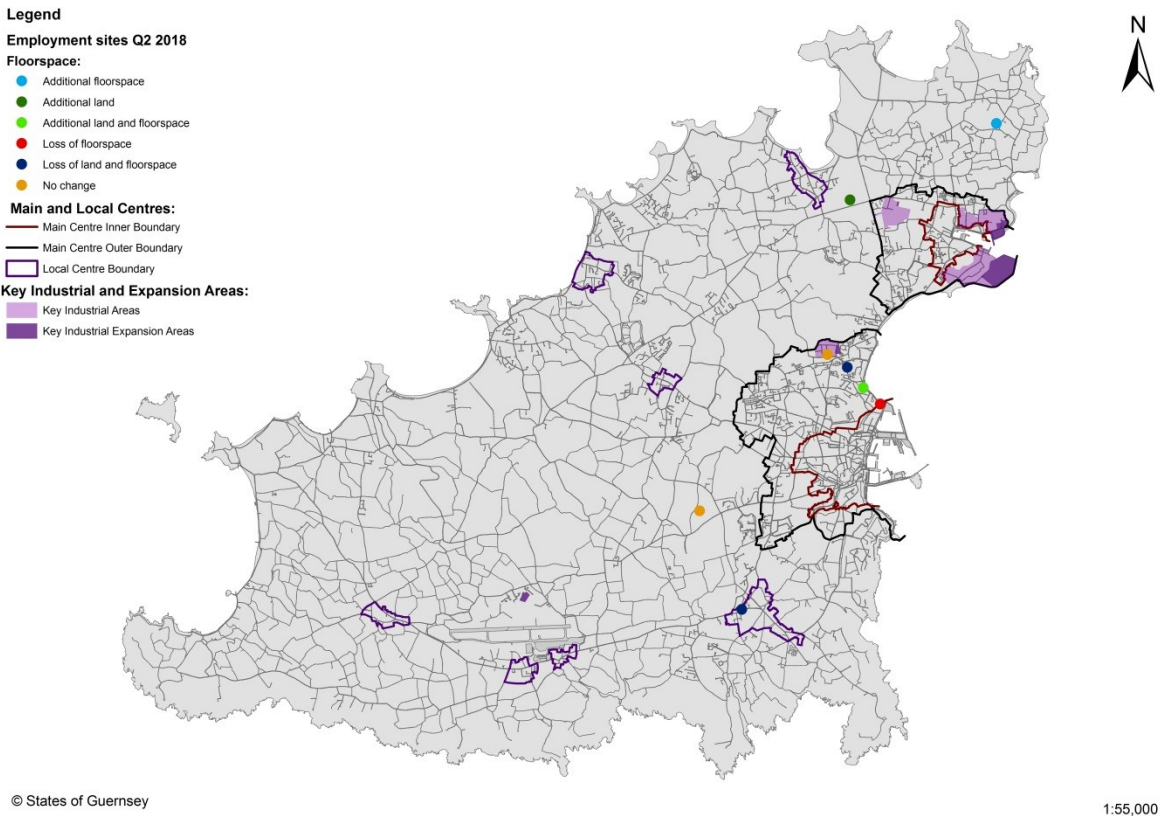 Legend
Employment sites Q2 2018
Floorspace:
Additional floorspace
Additional land
Additional land and floorspace
Loss of floorspace
Loss of land and floorspace
No change
Main and Local Centres:
Main Centre Inner Boundary
Main Centre Outer Boundary
Local Centre Boundary
Key Industrial and Expansion Areas:
Key Industrial Areas
Key Industrial Expansion Areas
N
© States of Guernsey
1:55,000